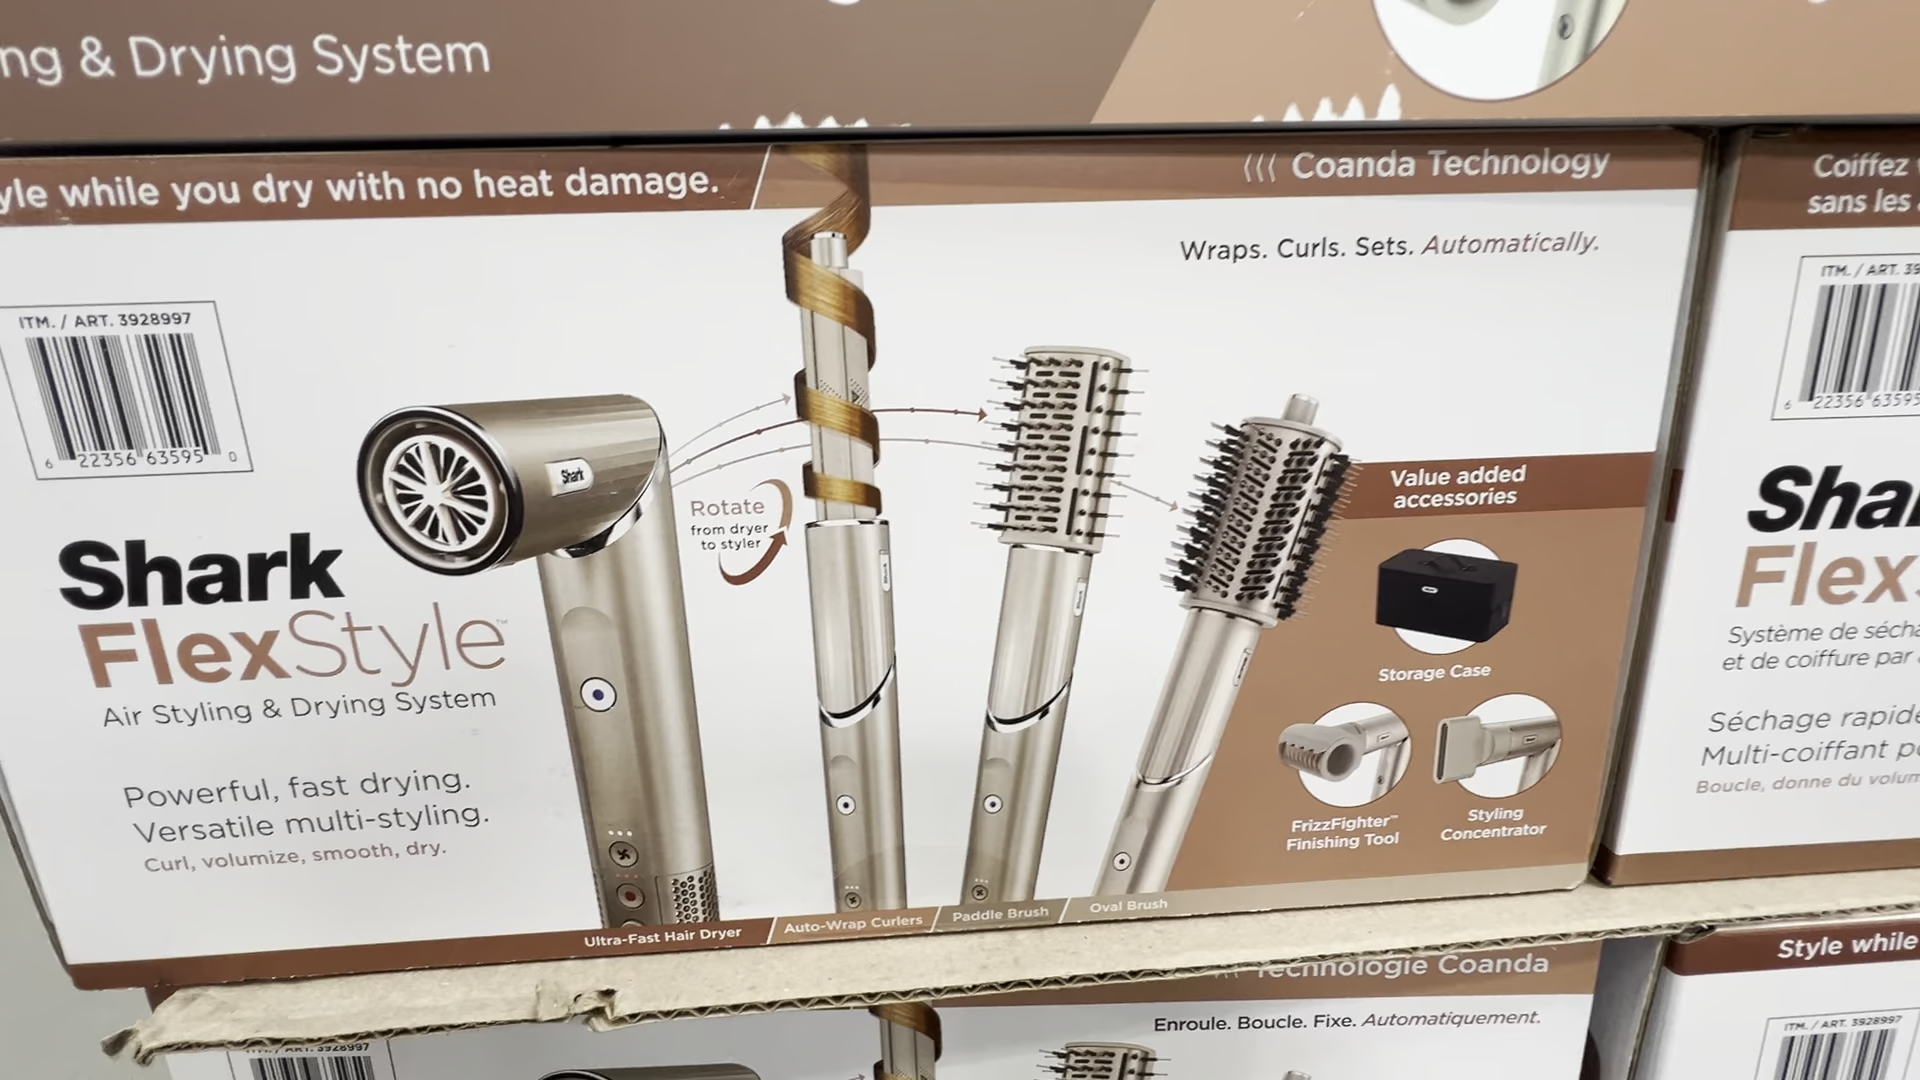 & Drying System
while you dry with no heat damage.
Coanda Technology
Wraps. Curls. Sets. Automatically.
ITM. / ART. 3928997
6 22356 63595 0
Shark
Shark
FlexStyle™
Air Styling & Drying System
Powerful, fast drying.
Versatile multi-styling.
Curl, volumize, smooth, dry.
Rotate
from dryer
to styler
Value added
accessories
Storage Case
FrizzFighter™
Finishing Tool
Styling
Concentrator
Ultra-Fast Hair Dryer
Auto-Wrap Curlers
Paddle Brush
Oval Brush
Coiffez
sans les
ITM. / ART. 39
6 22356 63595
Shar
Flex
Système de séch
et de coiffure par
Séchage rapide
Multi-coiffant
Boucle, donne du volum
Technologie Coanda
Enroule. Boucle. Fixe. Automatiquement.
ITM. / ART. 3928997
Style while
ITM. / ART. 3928997